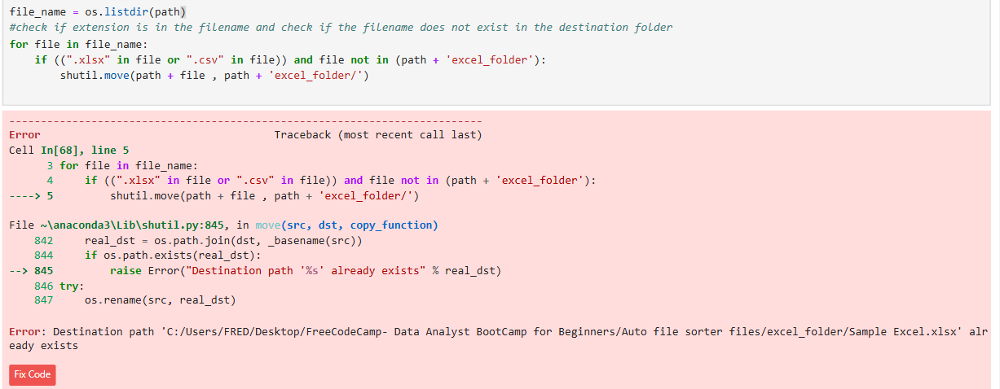 file_name = os.listdir(path)
#check if extension is in the filename and check if the filename does not exist in the destination folder
for file in file_name:
    if ((".xlsx" in file or ".csv" in file)) and file not in (path + 'excel_folder'):
        shutil.move(path + file , path + 'excel_folder/')
---------------------------------------------------------------------------
Error                                     Traceback (most recent call last)
Cell In[68], line 5
      3 for file in file_name:
      4     if ((".xlsx" in file or ".csv" in file)) and file not in (path + 'excel_folder'):
----> 5         shutil.move(path + file , path + 'excel_folder/')
File ~\anaconda3\Lib\shutil.py:845, in move(src, dst, copy_function)
    842     real_dst = os.path.join(dst, _basename(src))
    844     if os.path.exists(real_dst):
--> 845         raise Error("Destination path '%s' already exists" % real_dst)
    846 try:
    847     os.rename(src, real_dst)
Error: Destination path 'C:/Users/FRED/Desktop/FreeCodeCamp- Data Analyst BootCamp for Beginners/Auto file sorter files/excel_folder/Sample Excel.xlsx' alr
eady exists
Fix Code